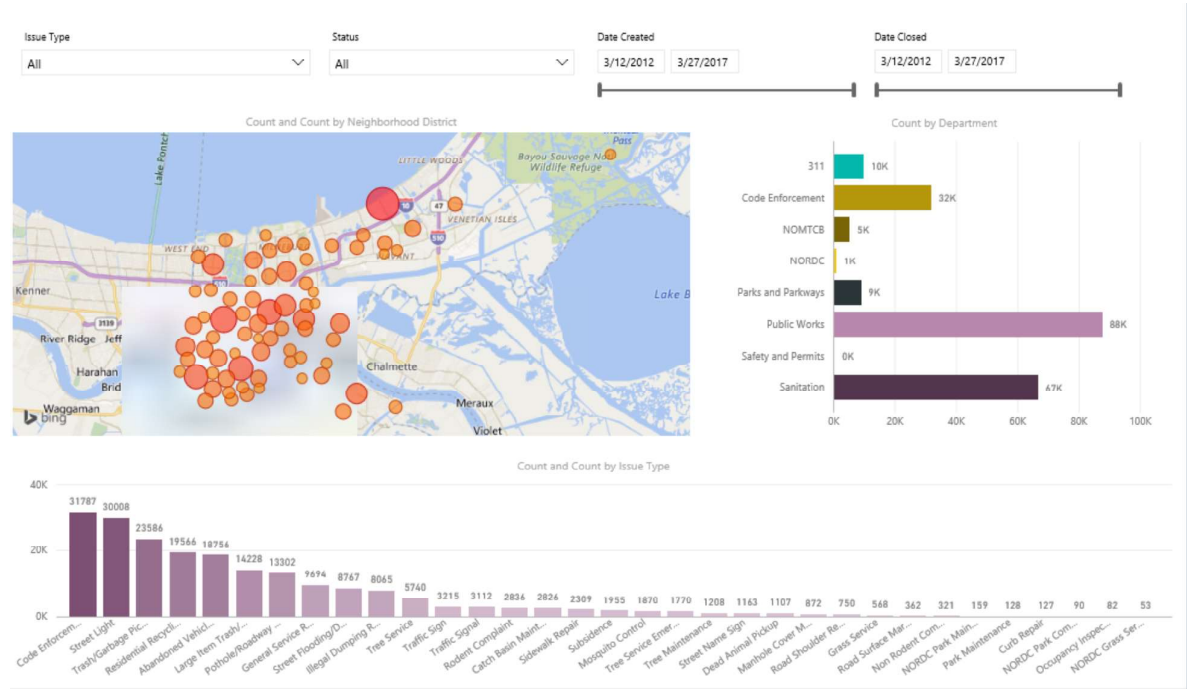 Issue Type
All
Status
All
Date Created
3/12/2012 3/27/2017
Date Closed
3/12/2012 3/27/2017
Count and Count by Neighborhood District
Lake Pontch
LITTLE WOODS
Pass
Bayou Sauvage Nat
Wildlife Refuge
10
47
VENETIAN ISLES
510
WEST END
Kenner
Lake B
3139
River Ridge Jeff
Harahan
Brid
Waggaman
bing
Chalmette
Meraux
Violet
Count by Department
311 10K
Code Enforcement 32K
NOMTCB 5K
NORDC 1K
Parks and Parkways 9K
Public Works 88K
Safety and Permits 0K
Sanitation 67K
0K 20K 40K 60K 80K 100K
Count and Count by Issue Type
40K
20K
0K
31787 30008 23586 19566 18756 14228 13302 9694 8767 8065 5740 3215 3112 2836 2826 2309 1955 1870 1770 1208 1163 1107 872 750 568 362 321 159 128 127 90 82 53
Code Enforcem...
Street Light
Trash/Garbage Pic...
Residential Recycli...
Abandoned Vehicl...
Large Item Trash/...
Pothole/Roadway ...
General Service R...
Street Flooding/D...
Illegal Dumping R...
Tree Service
Traffic Sign
Traffic Signal
Rodent Complaint
Catch Basin Maint...
Sidewalk Repair
Subsidence
Mosquito Control
Tree Service Emer...
Tree Maintenance
Street Name Sign
Dead Animal Pickup
Manhole Cover M...
Road Shoulder Re...
Grass Service
Road Surface Mar...
Non Rodent Com...
NORDC Park Main...
Park Maintenance
Curb Repair
NORDC Park Com...
Occupancy Inspec...
NORDC Grass Ser...